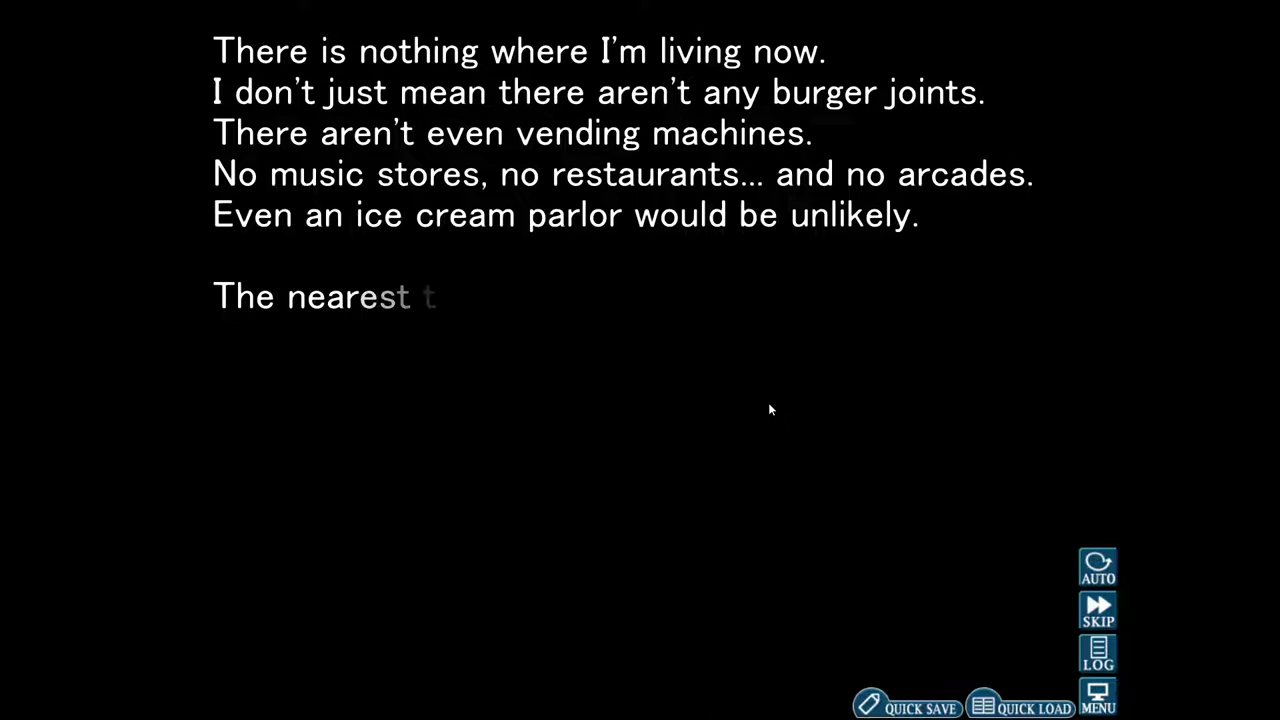 There is nothing where I'm living now.
I don't just mean there aren't any burger joints.
There aren't even vending machines.
No music stores, no restaurants... and no arcades.
Even an ice cream parlor would be unlikely.
The nearest t
AUTO
SKIP
LOG
QUICK SAVE
QUICK LOAD
MENU